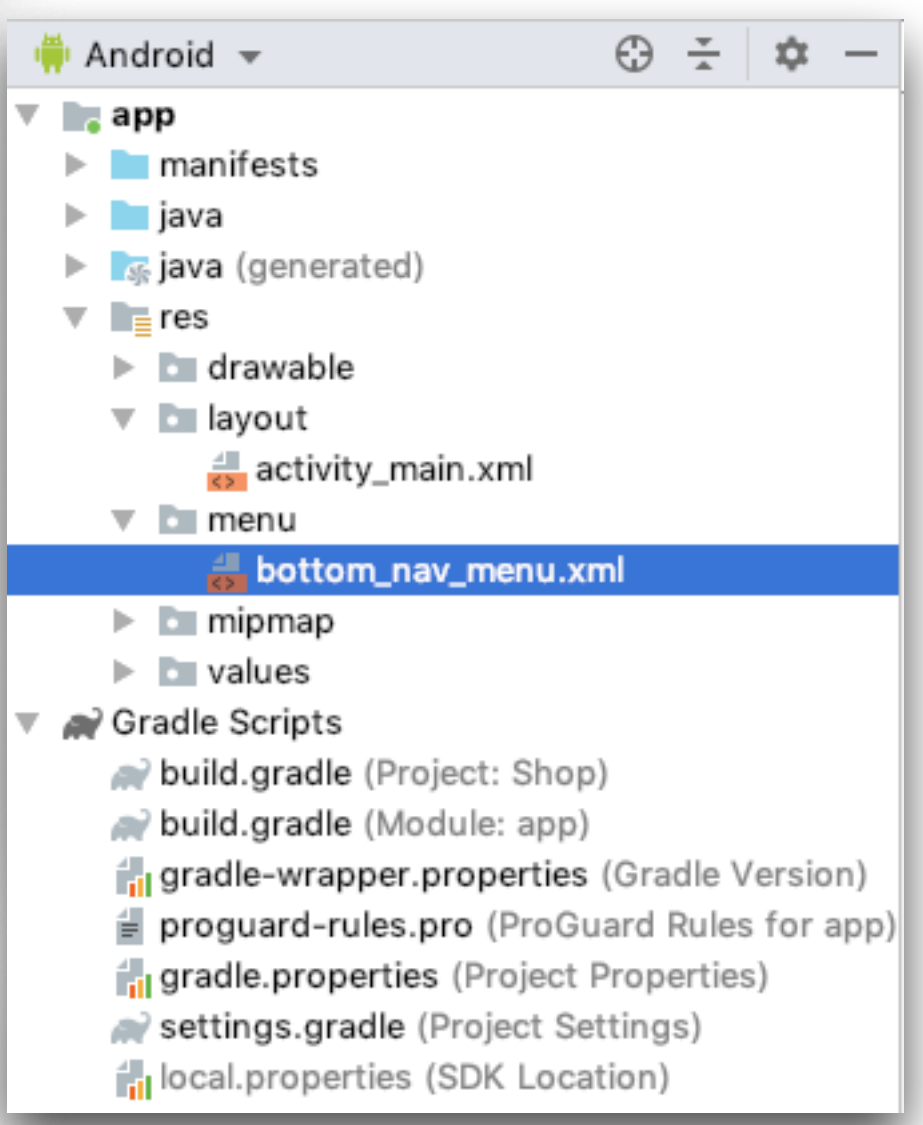 Android
app
manifests
java
java (generated)
res
drawable
layout
activity_main.xml
menu
bottom_nav_menu.xml
mipmap
values
Gradle Scripts
build.gradle (Project: Shop)
build.gradle (Module: app)
gradle-wrapper.properties (Gradle Version)
proguard-rules.pro (ProGuard Rules for app)
gradle.properties (Project Properties)
settings.gradle (Project Settings)
local.properties (SDK Location)